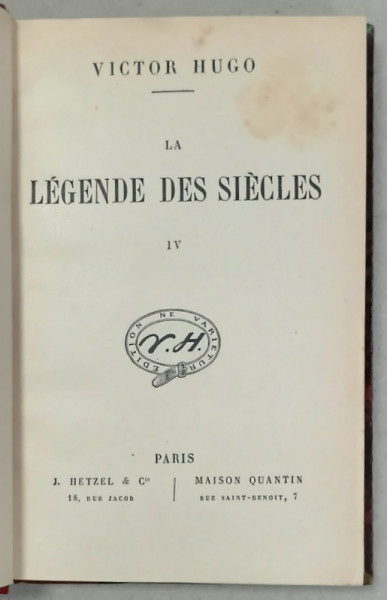 VICTOR HUGO
LA
LÉGENDE DES SIÈCLES
IV
EDITION NE VARIETUR
V.H.
PARIS
J. HETZEL & Cie
18, RUE JACOB
MAISON QUANTIN
RUE SAINT-BENOIT, 7